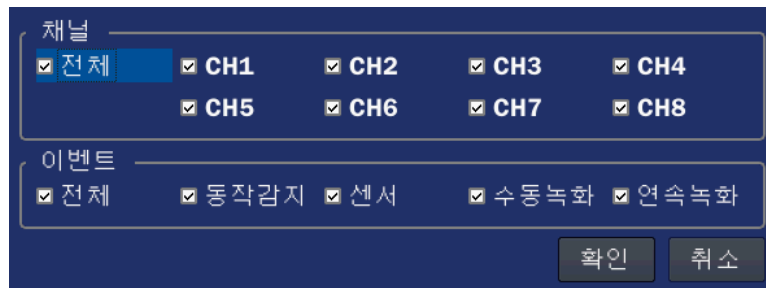 채널
전체 CH1 CH2 CH3 CH4
CH5 CH6 CH7 CH8
이벤트
전체 동작감지 센서 수동녹화 연속녹화
확인 취소